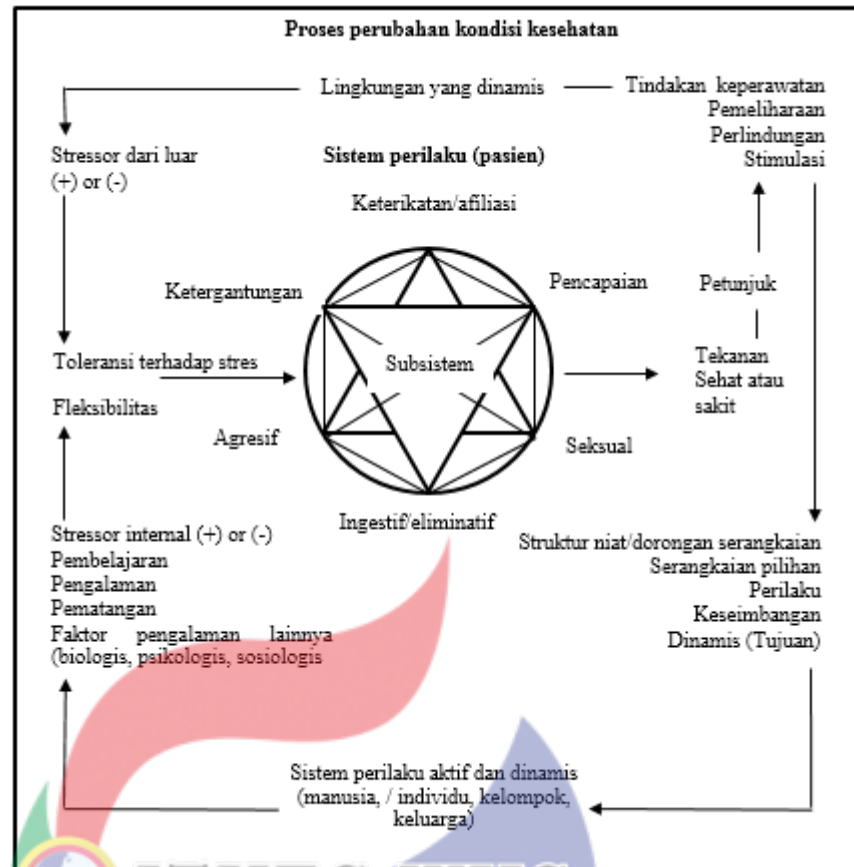 Proses perubahan kondisi kesehatan
Lingkungan yang dinamis
Tindakan keperawatan
Pemeliharaan
Perlindungan
Stimulasi
Stressor dari luar
(+) or (-)
Sistem perilaku (pasien)
Keterikatan/afiliasi
Ketergantungan
Pencapaian
Petunjuk
Toleransi terhadap stres
Subsistem
Tekanan
Sehat atau
sakit
Fleksibilitas
Agresif
Seksual
Ingestif/eliminatif
Stressor internal (+) or (-)
Pembelajaran
Pengalaman
Pematangan
Faktor pengalaman lainnya
(biologis, psikologis, sosiologis
Struktur niat/dorongan serangkaian
Serangkaian pilihan
Perilaku
Keseimbangan
Dinamis (Tujuan)
Sistem perilaku aktif dan dinamis
(manusia, / individu, kelompok,
keluarga)